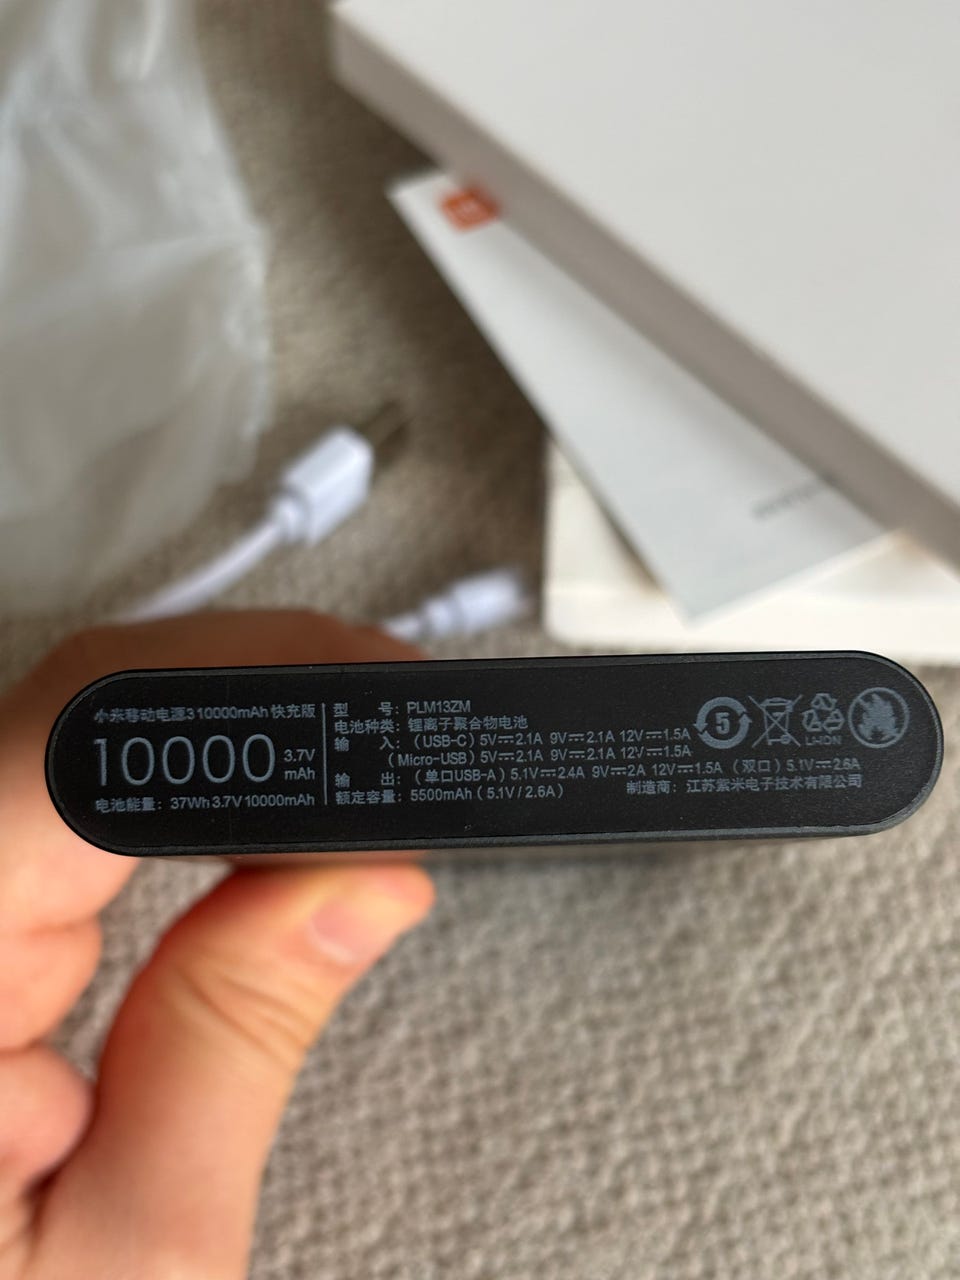 小米移动电源3 10000mAh 快充版
10000 3.7V mAh
电池能量：37Wh 3.7V 10000mAh
型 号：PLM13ZM
电池种类：锂离子聚合物电池
输 入：（USB-C）5V⎓2.1A 9V⎓2.1A 12V⎓1.5A
（Micro-USB）5V⎓2.1A 9V⎓2.1A 12V⎓1.5A
输 出：（单口USB-A）5.1V⎓2.4A 9V⎓2A 12V⎓1.5A （双口）5.1V⎓2.6A
额定容量：5500mAh（5.1V/2.6A）
制造商：江苏紫米电子技术有限公司
5
Li-ION